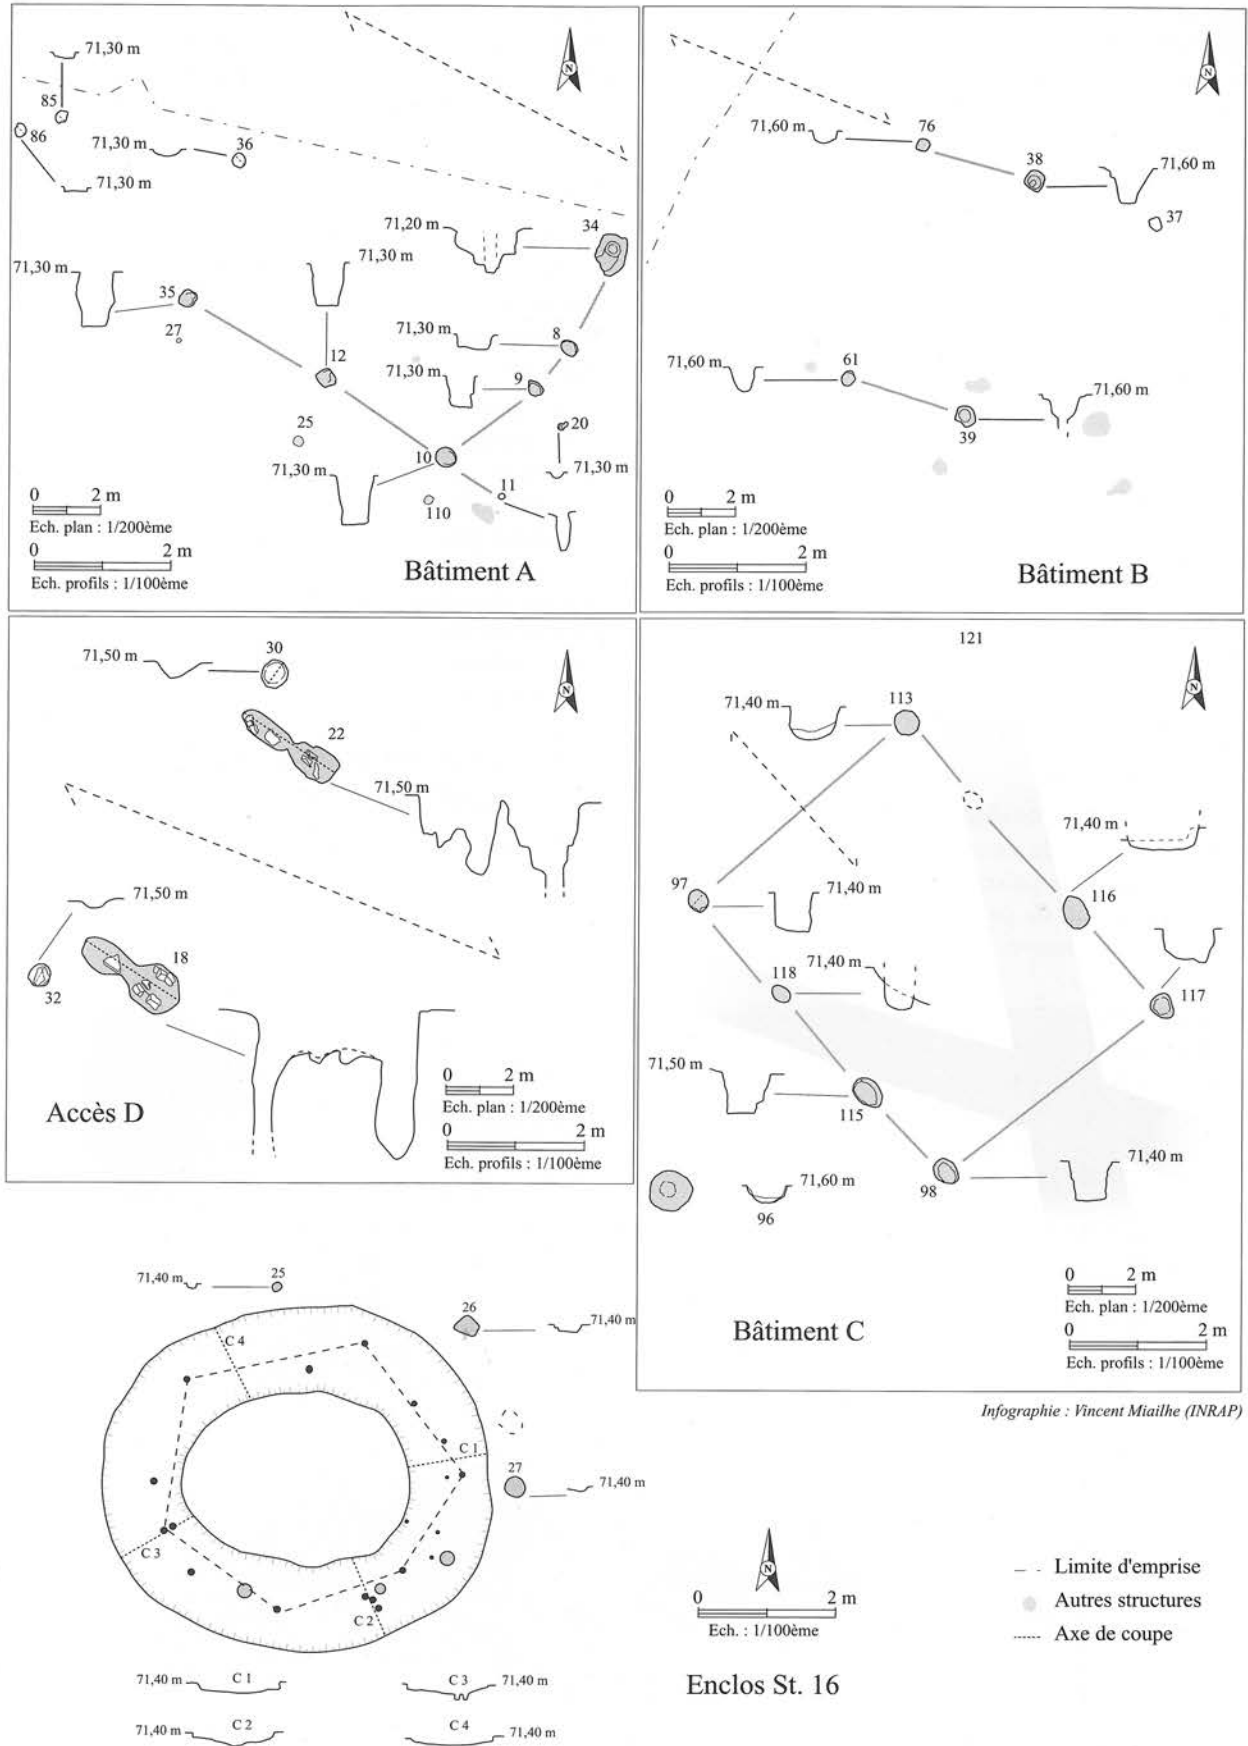 71,30 m
85
86
71,30 m
36
71,30 m
N
71,20 m
34
71,30 m
71,30 m
35
27
12
71,30 m
8
71,30 m
9
25
20
10
71,30 m
71,30 m
11
110
0 2 m
Ech. plan : 1/200ème
0 2 m
Ech. profils : 1/100ème
Bâtiment A
N
71,60 m
76
38
71,60 m
37
71,60 m
61
71,60 m
39
0 2 m
Ech. plan : 1/200ème
0 2 m
Ech. profils : 1/100ème
Bâtiment B
71,50 m
30
N
22
71,50 m
71,50 m
18
32
Accès D
0 2 m
Ech. plan : 1/200ème
0 2 m
Ech. profils : 1/100ème
121
N
71,40 m
113
71,40 m
97
71,40 m
116
118
71,40 m
117
71,50 m
115
71,40 m
98
71,60 m
96
0 2 m
Ech. plan : 1/200ème
0 2 m
Ech. profils : 1/100ème
Bâtiment C
Infographie : Vincent Miailhe (INRAP)
71,40 m
25
26
71,40 m
C 4
C 1
27
71,40 m
C 3
C 2
N
0 2 m
Ech. : 1/100ème
Limite d'emprise
Autres structures
Axe de coupe
Enclos St. 16
71,40 m
C 1
C 3
71,40 m
71,40 m
C 2
C 4
71,40 m